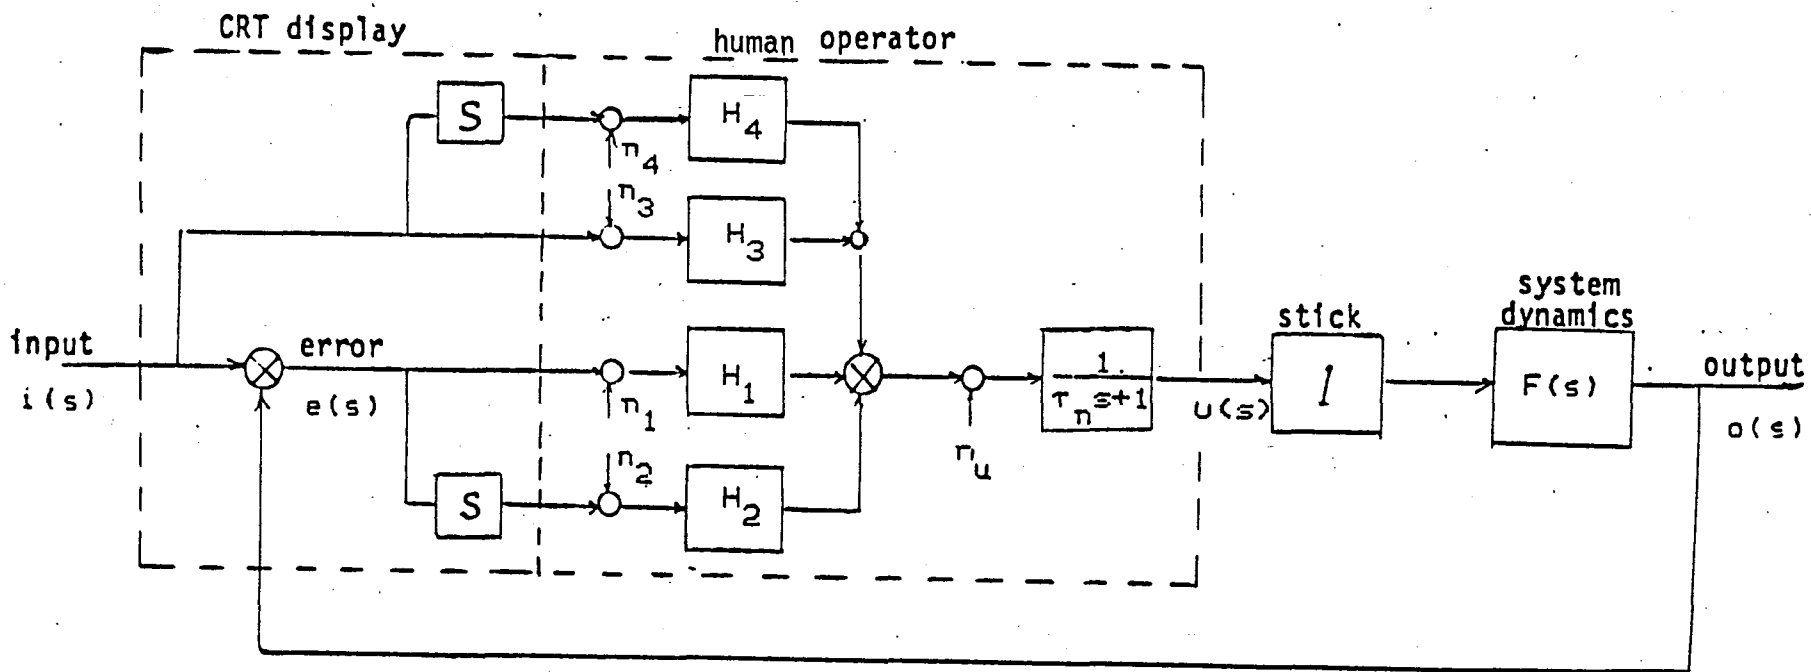 CRT display
human operator
S
H4
n4
n3
H3
input
error
i(s)
e(s)
H1
n1
n2
S
H2
nu
1
τns+1
u(s)
stick
1
system
dynamics
F(s)
output
o(s)